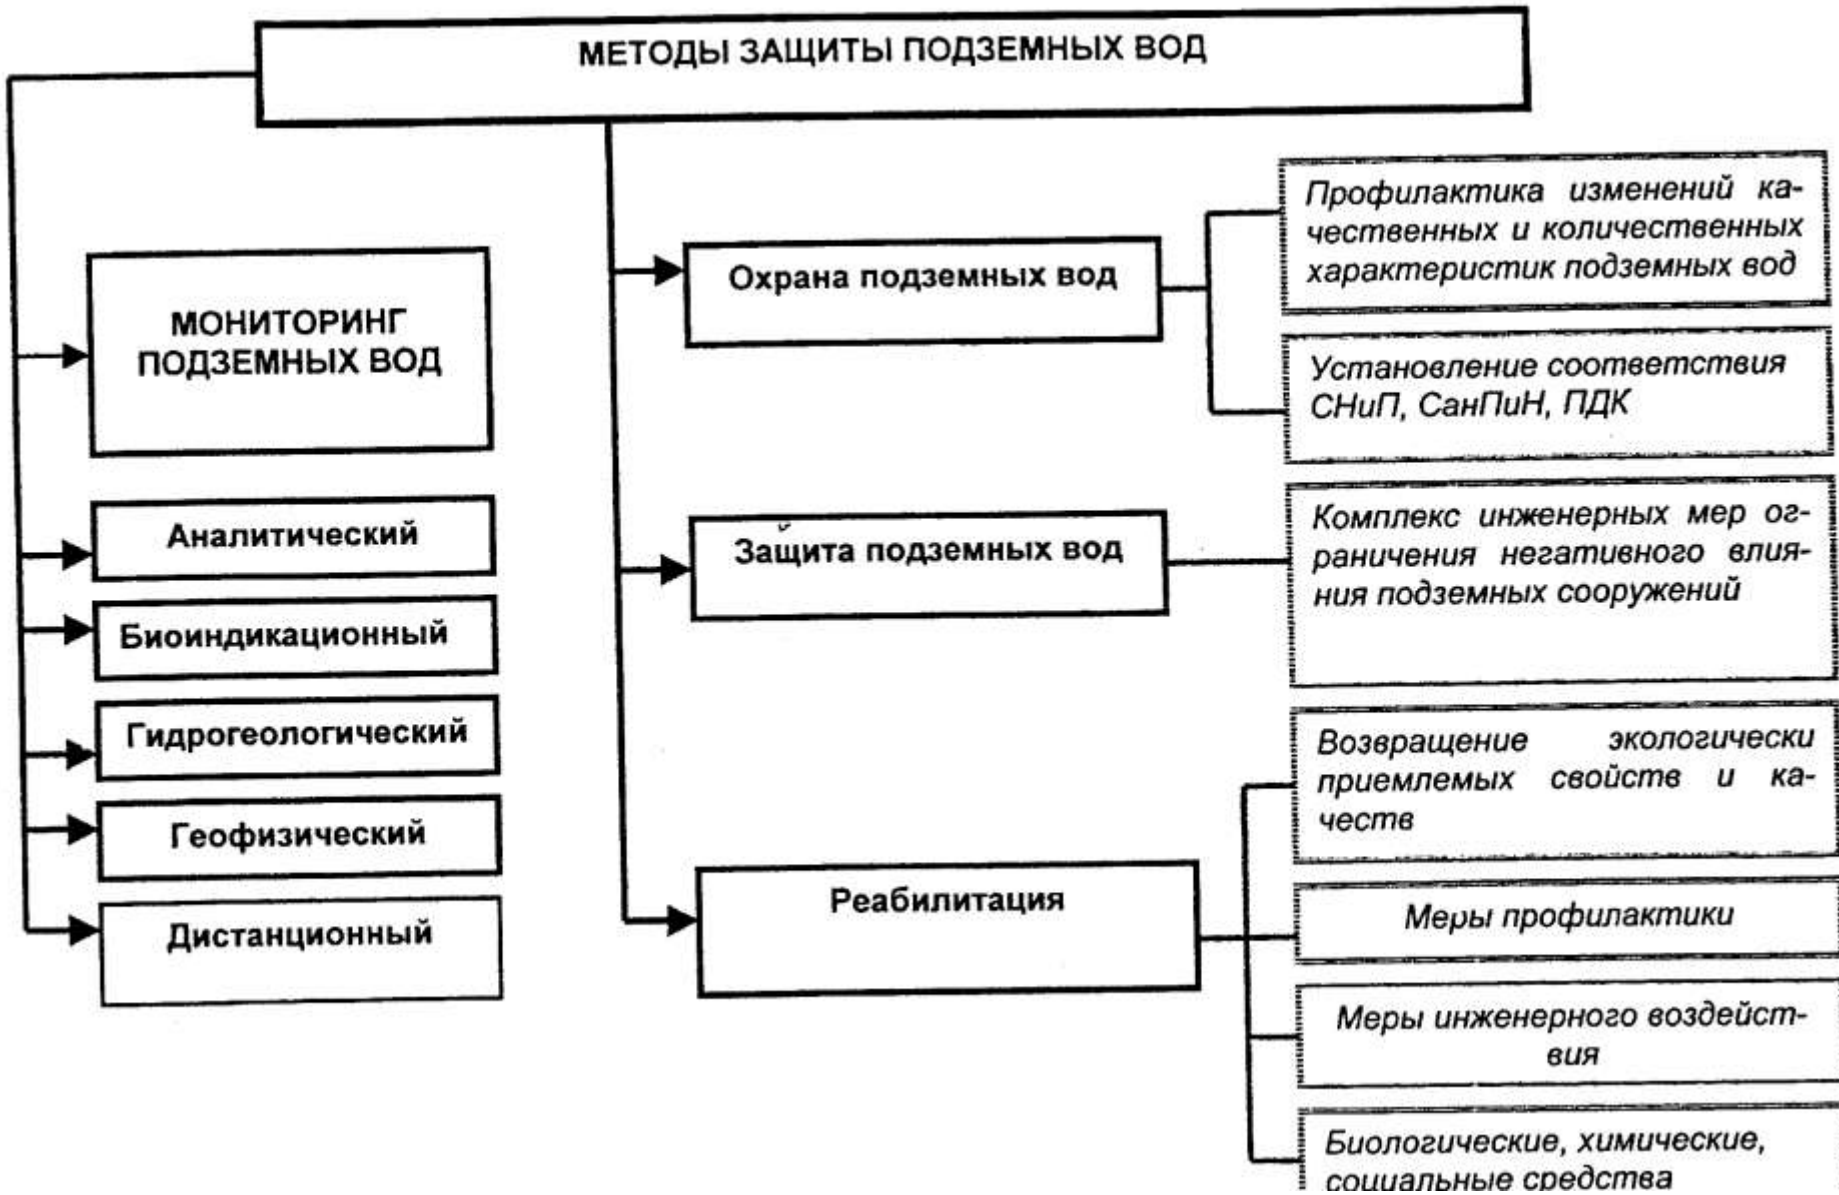 МЕТОДЫ ЗАЩИТЫ ПОДЗЕМНЫХ ВОД
МОНИТОРИНГ
ПОДЗЕМНЫХ ВОД
Аналитический
Биоиндикационный
Гидрогеологический
Геофизический
Дистанционный
Охрана подземных вод
Профилактика изменений ка-
чественных и количественных
характеристик подземных вод
Установление соответствия
СНиП, СанПиН, ПДК
Защита подземных вод
Комплекс инженерных мер ог-
раничения негативного влия-
ния подземных сооружений
Реабилитация
Возвращение экологически
приемлемых свойств и ка-
честв
Меры профилактики
Меры инженерного воздейст-
вия
Биологические, химические,
социальные средства